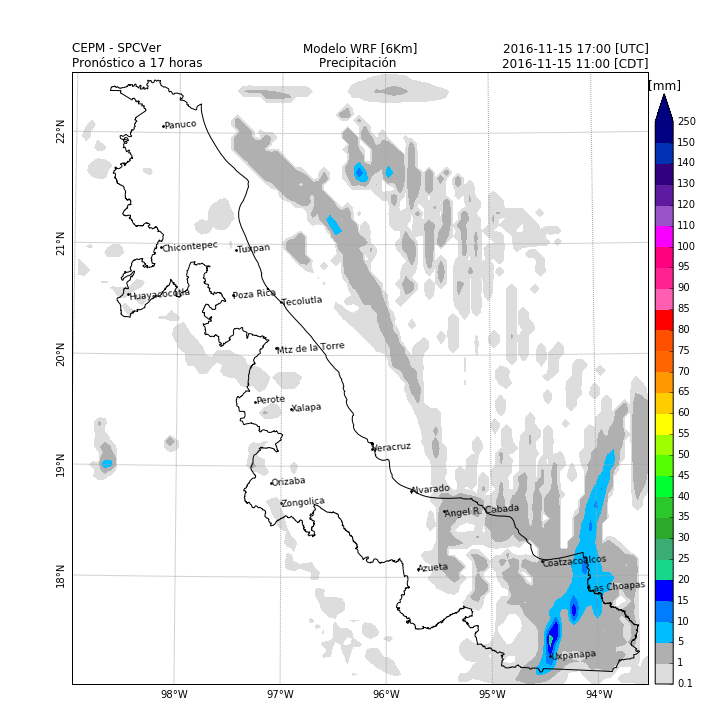 CEPM - SPCVer
Modelo WRF [6Km]
2016-11-15 17:00 [UTC]
Pronóstico a 17 horas
Precipitación
2016-11-15 11:00 [CDT]
[mm]
250
150
140
130
120
110
100
95
90
85
80
75
70
65
60
55
50
45
40
35
30
25
20
15
10
5
1
0.1
22°N
21°N
20°N
19°N
18°N
Panuco
Chicontepec
Tuxpan
Huayacocotla
Poza Rica
Tecolutla
Mtz de la Torre
Perote
Xalapa
Veracruz
Orizaba
Alvarado
Zongolica
Angel R. Cabada
Azueta
Coatzacoalcos
Las Choapas
Uxpanapa
98°W
97°W
96°W
95°W
94°W